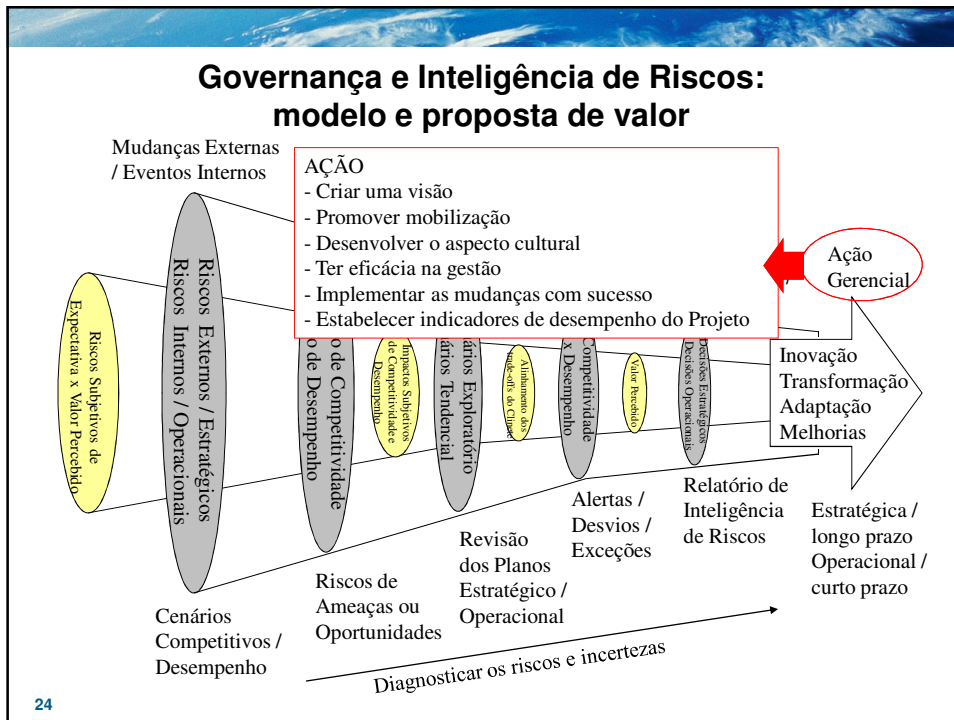 Governança e Inteligência de Riscos:
modelo e proposta de valor
Mudanças Externas
/ Eventos Internos
AÇÃO
- Criar uma visão
- Promover mobilização
- Desenvolver o aspecto cultural
- Ter eficácia na gestão
- Implementar as mudanças com sucesso
- Estabelecer indicadores de desempenho do Projeto
Ação
Gerencial
Riscos Subjetivos de
Expectativa x Valor Percebido
Riscos Externos / Estratégicos
Riscos Internos / Operacionais
o de Competitividade
o de Desempenho
Impactos Subjetivos
de Competitividade e
Desempenho
Exploratório
Tendencial
Alinhamento dos
trade-offs do
Competitividade
x Desempenho
Valor Percebido
Decisões Estratégicos
Decisões Operacionais
Inovação
Transformação
Adaptação
Melhorias
Cenários
Competitivos /
Desempenho
Riscos de
Ameaças ou
Oportunidades
Revisão
dos Planos
Estratégico /
Operacional
Alertas /
Desvios /
Exceções
Relatório de
Inteligência
de Riscos
Estratégica /
longo prazo
Operacional /
curto prazo
Diagnosticar os riscos e incertezas
24